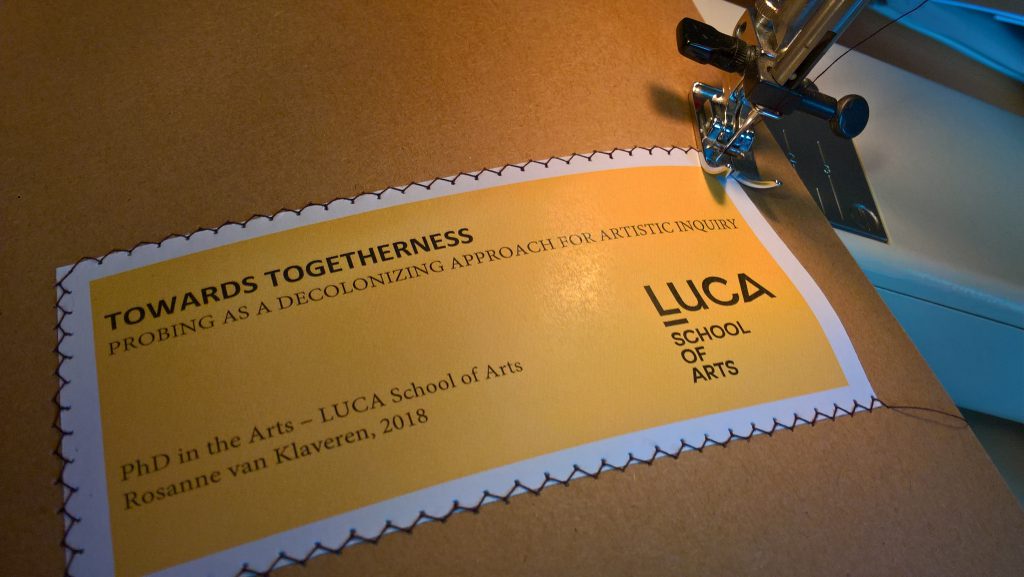 TOWARDS TOGETHERNESS
PROBING AS A DECOLONIZING APPROACH FOR ARTISTIC INQUIRY
LUCA
SCHOOL
OF
ARTS
PhD in the Arts – LUCA School of Arts
Rosanne van Klaveren, 2018